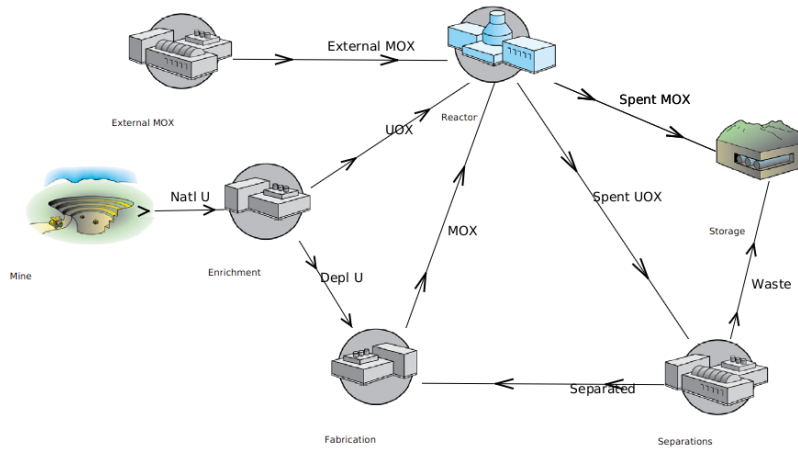 External MOX
Spent MOX
External MOX
Reactor
UOX
Natl U
Spent UOX
MOX
Storage
Mine
Enrichment
Depl U
Waste
Separated
Fabrication
Separations